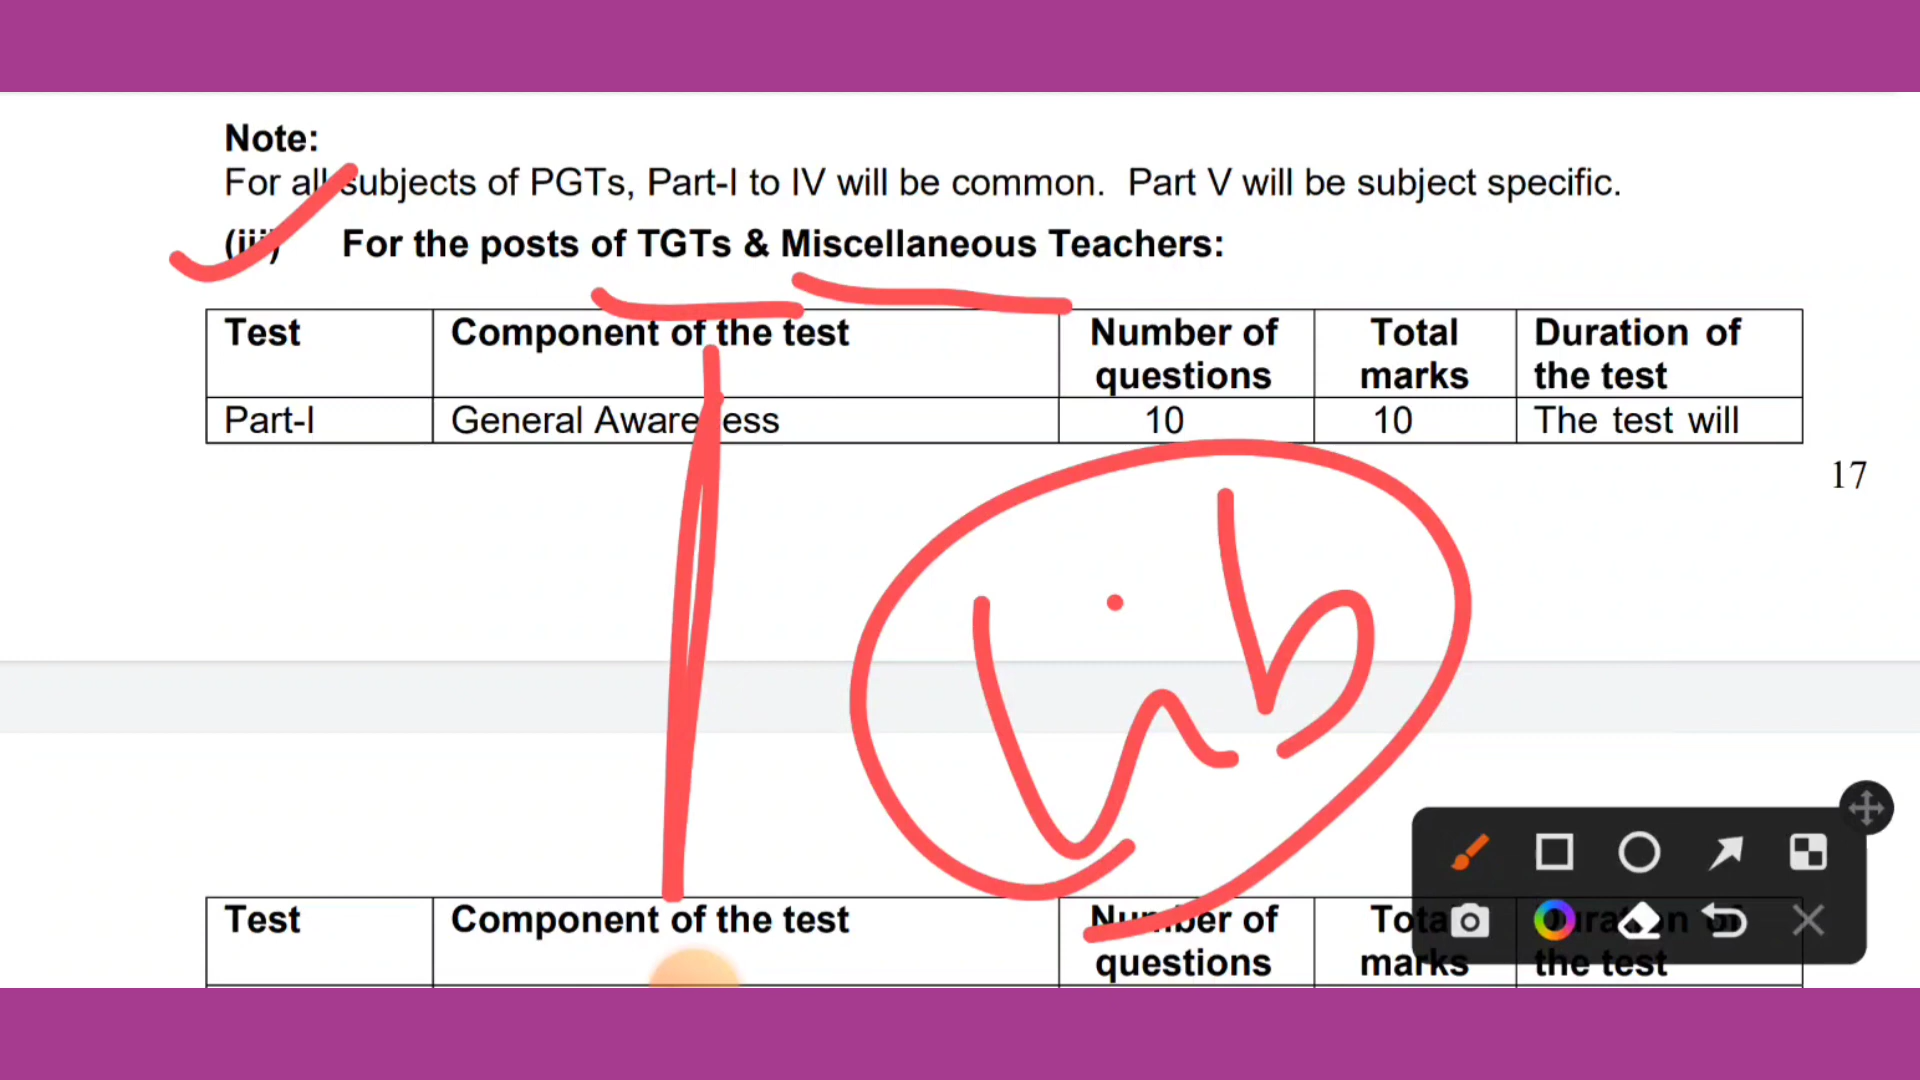 Note:
For all subjects of PGTs, Part-I to IV will be common. Part V will be subject specific.
(iii) For the posts of TGTs & Miscellaneous Teachers:
Test Component of the test Number of questions Total marks Duration of the test
Part-I General Awareness 10 10 The test will
17
Lib
Test Component of the test Number of questions Total marks Duration of the test